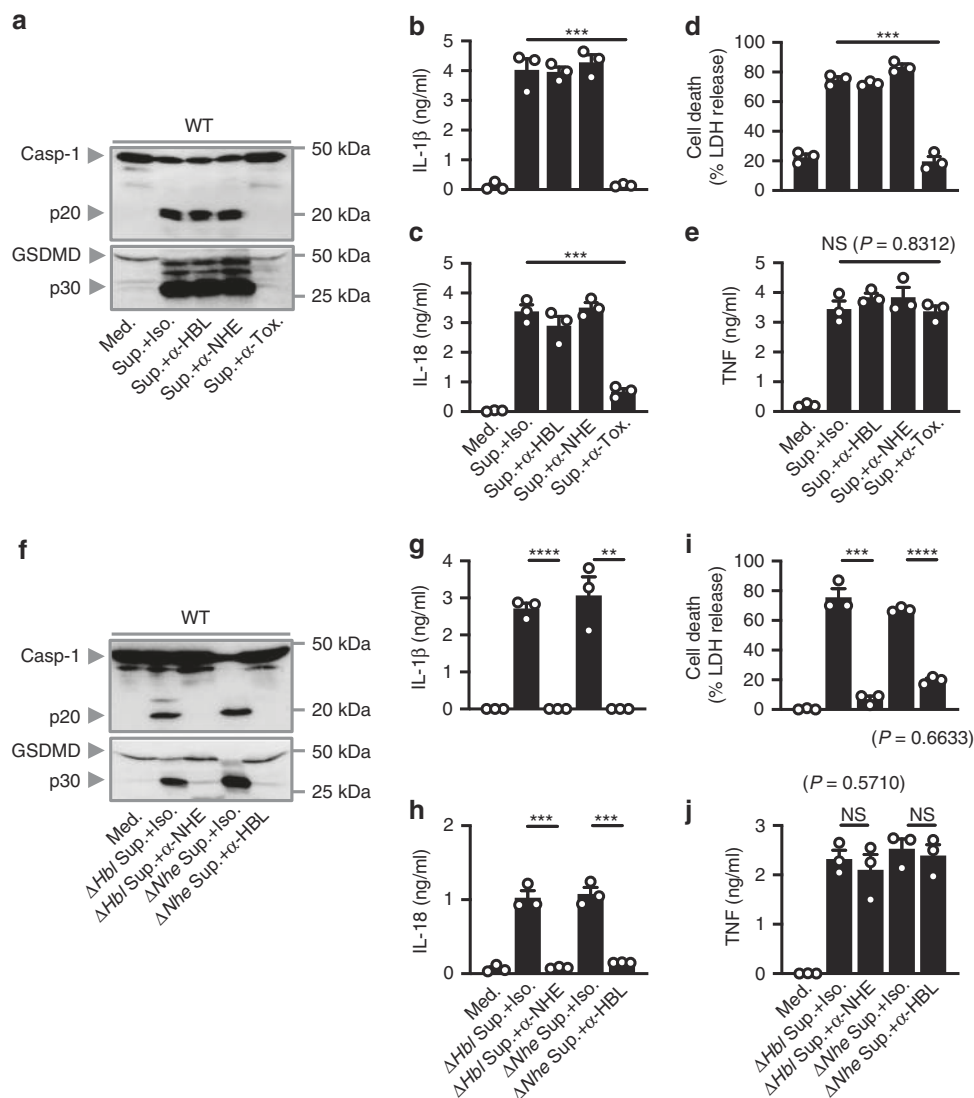 a
WT
Casp-1
50 kDa
p20
20 kDa
GSDMD
50 kDa
p30
25 kDa
Med.
Sup.+Iso.
Sup.+α-HBL
Sup.+α-NHE
Sup.+α-Tox.
b
***
IL-1β (ng/ml)
5
4
3
2
1
0
d
***
Cell death
(% LDH release)
100
80
60
40
20
0
c
***
IL-18 (ng/ml)
5
4
3
2
1
0
Med.
Sup.+Iso.
Sup.+α-HBL
Sup.+α-NHE
Sup.+α-Tox.
e
NS (P = 0.8312)
TNF (ng/ml)
5
4
3
2
1
0
Med.
Sup.+Iso.
Sup.+α-HBL
Sup.+α-NHE
Sup.+α-Tox.
f
WT
Casp-1
50 kDa
p20
20 kDa
GSDMD
50 kDa
p30
25 kDa
Med.
ΔHbl Sup.+Iso.
ΔHbl Sup.+α-NHE
ΔNhe Sup.+Iso.
ΔNhe Sup.+α-HBL
g
**** **
IL-1β (ng/ml)
4
3
2
1
0
i
*** ****
Cell death
(% LDH release)
100
80
60
40
20
0
h
*** ***
IL-18 (ng/ml)
2
1
0
Med.
ΔHbl Sup.+Iso.
ΔHbl Sup.+α-NHE
ΔNhe Sup.+Iso.
ΔNhe Sup.+α-HBL
(P = 0.6633)
(P = 0.5710)
j
NS NS
TNF (ng/ml)
3
2
1
0
Med.
ΔHbl Sup.+Iso.
ΔHbl Sup.+α-NHE
ΔNhe Sup.+Iso.
ΔNhe Sup.+α-HBL